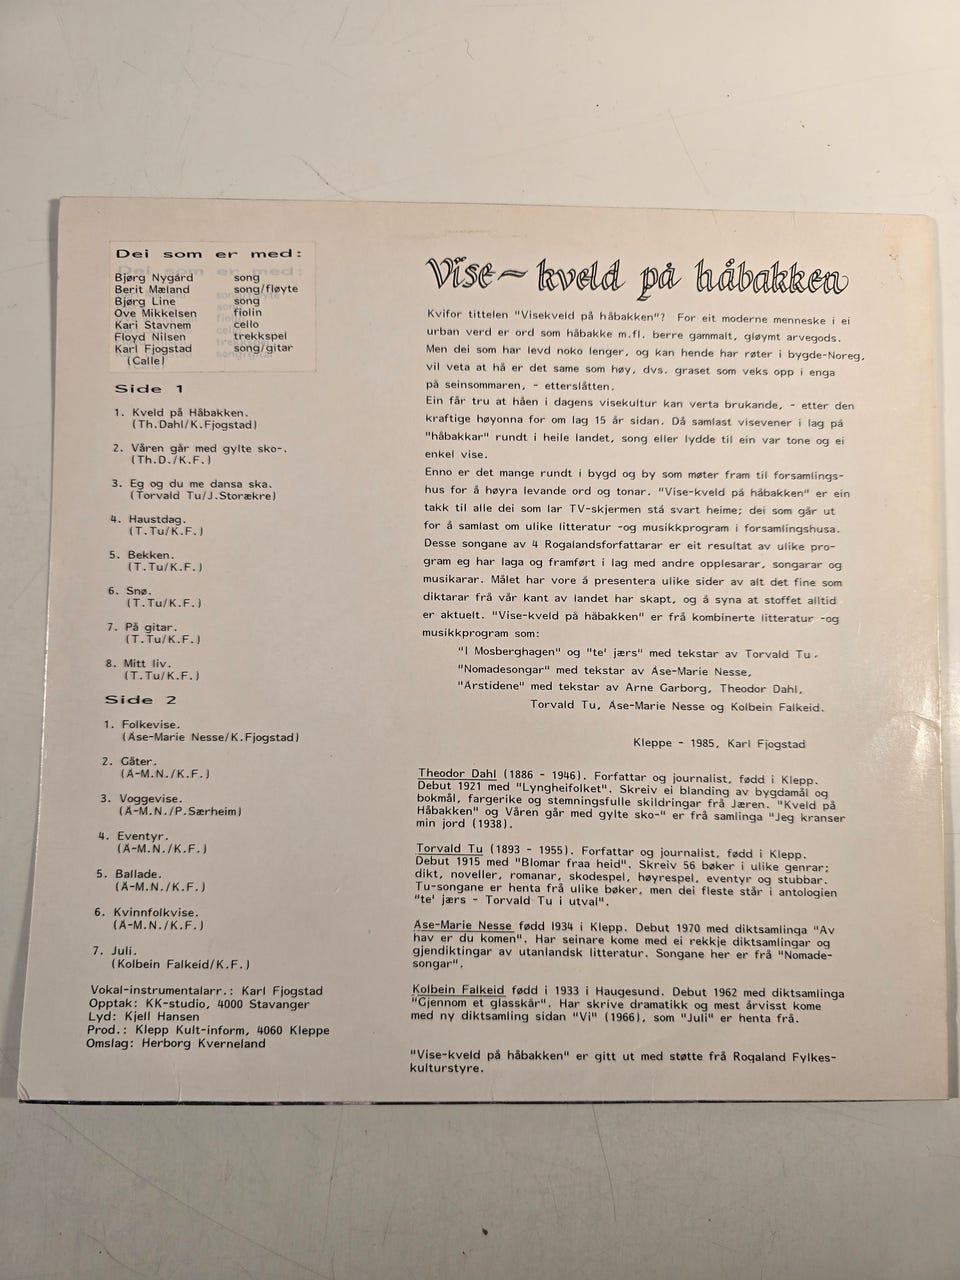 Dei som er med:
Bjørg Nygård song
Berit Mæland song/fløyte
Bjørg Line song
Ove Mikkelsen fiolin
Kari Stavnem cello
Floyd Nilsen trekkspel
Karl Fjogstad song/gitar
(Calle)
Side 1
1. Kveld på Håbakken.
(Th.Dahl/K.Fjogstad)
2. Våren går med gylte sko-.
(Th.D./K.F.)
3. Eg og du me dansa ska.
(Torvald Tu/J.Storækre)
4. Haustdag.
(T.Tu/K.F.)
5. Bekken.
(T.Tu/K.F.)
6. Snø.
(T.Tu/K.F.)
7. På gitar.
(T.Tu/K.F.)
8. Mitt liv.
(T.Tu/K.F.)
Side 2
1. Folkevise.
(Åse-Marie Nesse/K.Fjogstad)
2. Gåter.
(Å-M.N./K.F.)
3. Voggevise.
(Å-M.N./P.Særheim)
4. Eventyr.
(Å-M.N./K.F.)
5. Ballade.
(Å-M.N./K.F.)
6. Kvinnfolkvise.
(Å-M.N./K.F.)
7. Juli.
(Kolbein Falkeid/K.F.)
Vokal-instrumentalarr.: Karl Fjogstad
Opptak: KK-studio, 4000 Stavanger
Lyd: Kjell Hansen
Prod.: Klepp Kult-inform, 4060 Kleppe
Omslag: Herborg Kverneland
Vise-kveld på håbakken
Kvifor tittelen "Visekveld på håbakken"? For eit moderne menneske i ei
urban verd er ord som håbakke m.fl. berre gammalt, gløymt arvegods.
Men dei som har levd noko lenger, og kan hende har røter i bygde-Noreg,
vil veta at hå er det same som høy, dvs. graset som veks opp i enga
på seinsommaren, - etterslåtten.
Ein får tru at håen i dagens visekultur kan verta brukande, - etter den
kraftige høyonna for om lag 15 år sidan. Då samlast visevener i lag på
"håbakkar" rundt i heile landet, song eller lydde til ein var tone og ei
enkel vise.
Enno er det mange rundt i bygd og by som møter fram til forsamlings-
hus for å høyra levande ord og tonar. "Vise-kveld på håbakken" er ein
takk til alle dei som lar TV-skjermen stå svart heime; dei som går ut
for å samlast om ulike litteratur -og musikkprogram i forsamlingshusa.
Desse songane av 4 Rogalandsforfattarar er eit resultat av ulike pro-
gram eg har laga og framført i lag med andre opplesarar, songarar og
musikarar. Målet har vore å presentera ulike sider av alt det fine som
diktarar frå vår kant av landet har skapt, og å syna at stoffet alltid
er aktuelt. "Vise-kveld på håbakken" er frå kombinerte litteratur -og
musikkprogram som:
"I Mosberghagen" og "te' jærs" med tekstar av Torvald Tu.
"Nomadesongar" med tekstar av Åse-Marie Nesse,
"Årstidene" med tekstar av Arne Garborg, Theodor Dahl,
Torvald Tu, Åse-Marie Nesse og Kolbein Falkeid.
Kleppe - 1985, Karl Fjogstad
Theodor Dahl (1886 - 1946). Forfattar og journalist, fødd i Klepp.
Debut 1921 med "Lyngheifolket". Skreiv ei blanding av bygdamål og
bokmål, fargerike og stemningsfulle skildringar frå Jæren. "Kveld på
Håbakken" og Våren går med gylte sko-" er frå samlinga "Jeg kranser
min jord (1938).
Torvald Tu (1893 - 1955). Forfattar og journalist, fødd i Klepp.
Debut 1915 med "Blomar fraa heid". Skreiv 56 bøker i ulike genrar;
dikt, noveller, romanar, skodespel, høyrespel, eventyr og stubbar.
Tu-songane er henta frå ulike bøker, men dei fleste står i antologien
"te' jærs - Torvald Tu i utval".
Åse-Marie Nesse fødd 1934 i Klepp. Debut 1970 med diktsamlinga "Av
hav er du komen". Har seinare kome med ei rekkje diktsamlingar og
gjendiktingar av utanlandsk litteratur. Songane her er frå "Nomade-
songar".
Kolbein Falkeid fødd i 1933 i Haugesund. Debut 1962 med diktsamlinga
"Gjennom et glasskår". Har skrive dramatikk og mest årvisst kome
med ny diktsamling sidan "Vi" (1966), som "Juli" er henta frå.
"Vise-kveld på håbakken" er gitt ut med støtte frå Rogaland Fylkes-
kulturstyre.